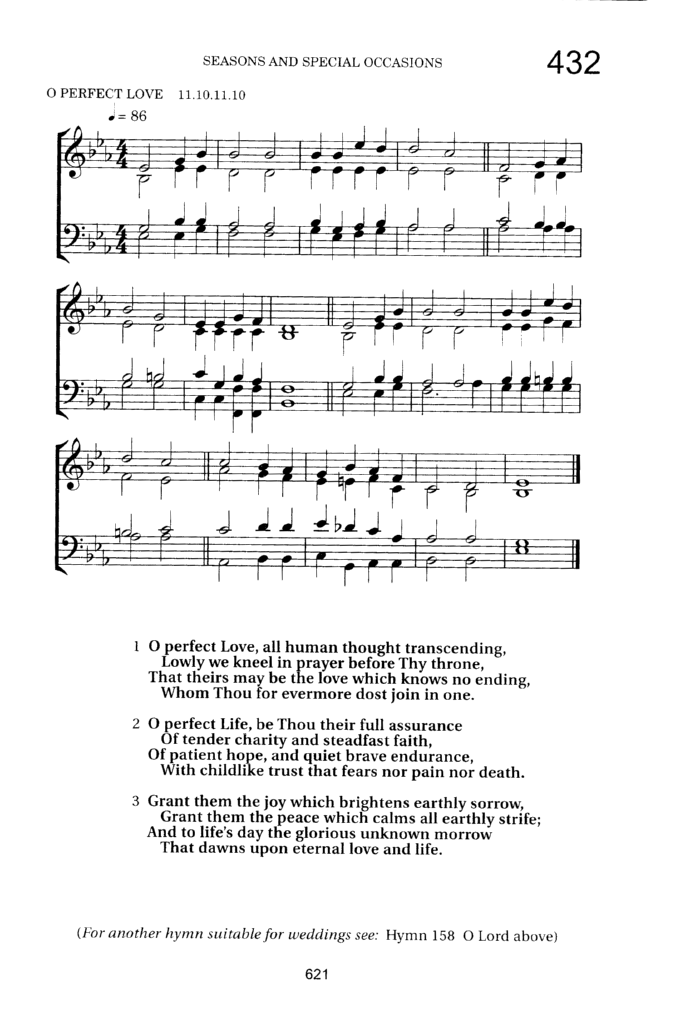 SEASONS AND SPECIAL OCCASIONS 432
O PERFECT LOVE 11.10.11.10
♩ = 86
1 O perfect Love, all human thought transcending,
Lowly we kneel in prayer before Thy throne,
That theirs may be the love which knows no ending,
Whom Thou for evermore dost join in one.
2 O perfect Life, be Thou their full assurance
Of tender charity and steadfast faith,
Of patient hope, and quiet brave endurance,
With childlike trust that fears nor pain nor death.
3 Grant them the joy which brightens earthly sorrow,
Grant them the peace which calms all earthly strife;
And to life's day the glorious unknown morrow
That dawns upon eternal love and life.
(For another hymn suitable for weddings see: Hymn 158 O Lord above)
621